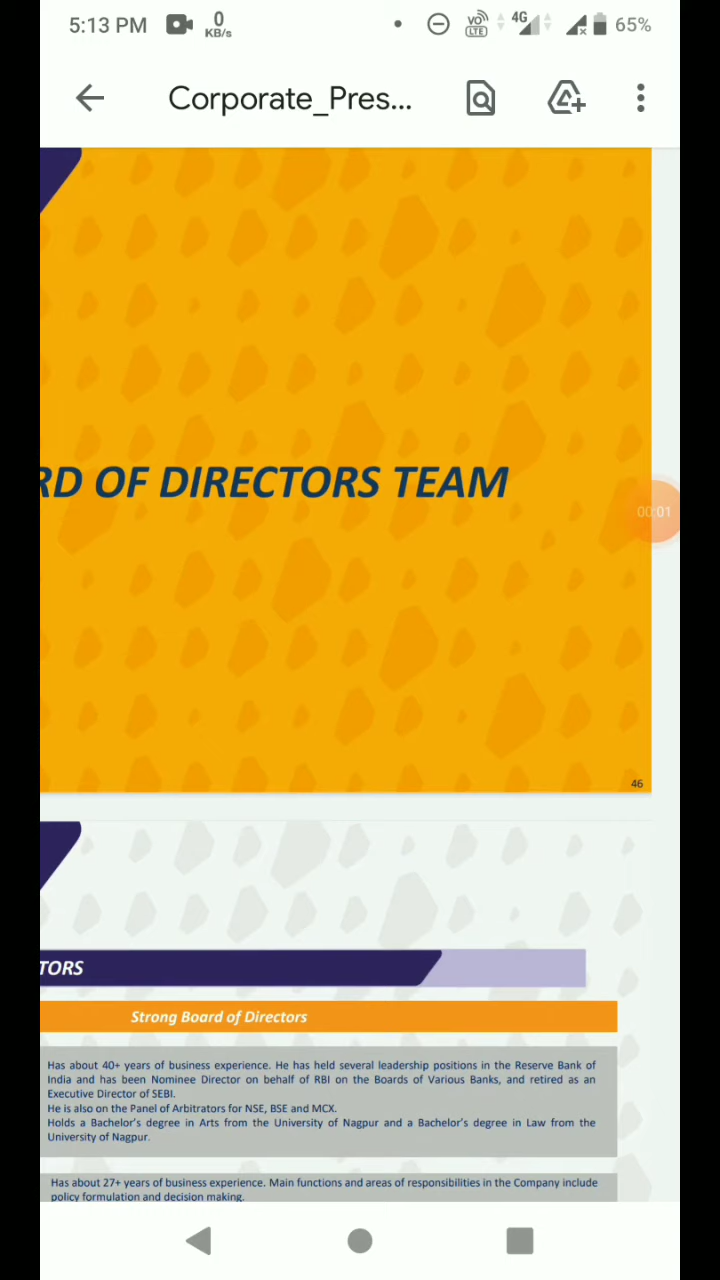 5:13 PM 0 KB/s VO LTE 4G 65%
Corporate_Pres...
RD OF DIRECTORS TEAM
00:01
46
TORS
Strong Board of Directors
Has about 40+ years of business experience. He has held several leadership positions in the Reserve Bank of
India and has been Nominee Director on behalf of RBI on the Boards of Various Banks, and retired as an
Executive Director of SEBI.
He is also on the Panel of Arbitrators for NSE, BSE and MCX.
Holds a Bachelor's degree in Arts from the University of Nagpur and a Bachelor's degree in Law from the
University of Nagpur.
Has about 27+ years of business experience. Main functions and areas of responsibilities in the Company include
policy formulation and decision making.